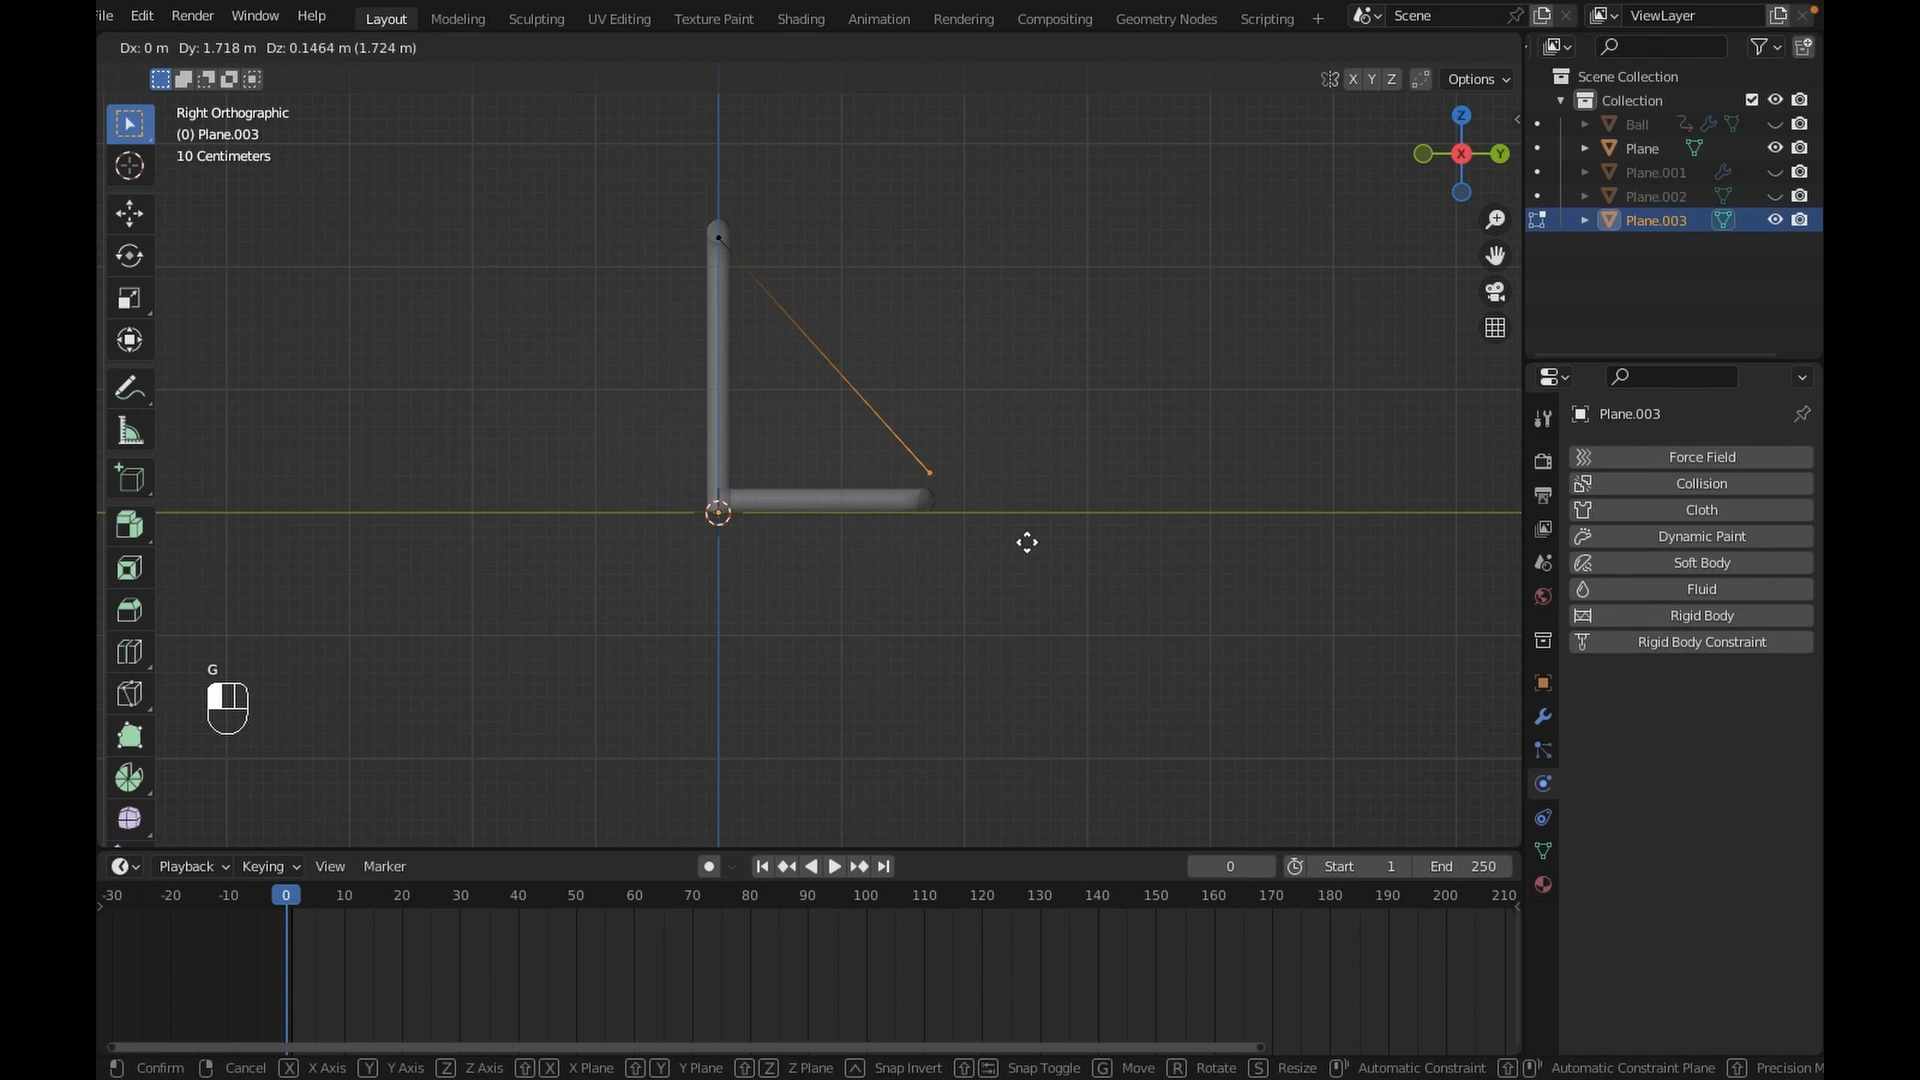 Edit Render Window Help Layout Modeling Sculpting UV Editing Texture Paint Shading Animation Rendering Compositing Geometry Nodes Scripting + Scene ViewLayer
Dx: 0 m Dy: 1.718 m Dz: 0.1464 m (1.724 m)
X Y Z Options
Right Orthographic
(0) Plane.003
10 Centimeters
Z
X
Y
Scene Collection
Collection
Ball
Plane
Plane.001
Plane.002
Plane.003
Plane.003
Force Field
Collision
Cloth
Dynamic Paint
Soft Body
Fluid
Rigid Body
Rigid Body Constraint
G
Playback Keying View Marker 0 Start 1 End 250
-30 -20 -10 0 10 20 30 40 50 60 70 80 90 100 110 120 130 140 150 160 170 180 190 200 210
Confirm Cancel X X Axis Y Y Axis Z Z Axis X X Plane Y Y Plane Z Z Plane Snap Invert Snap Toggle G Move R Rotate S Resize Automatic Constraint Automatic Constraint Plane Precision M